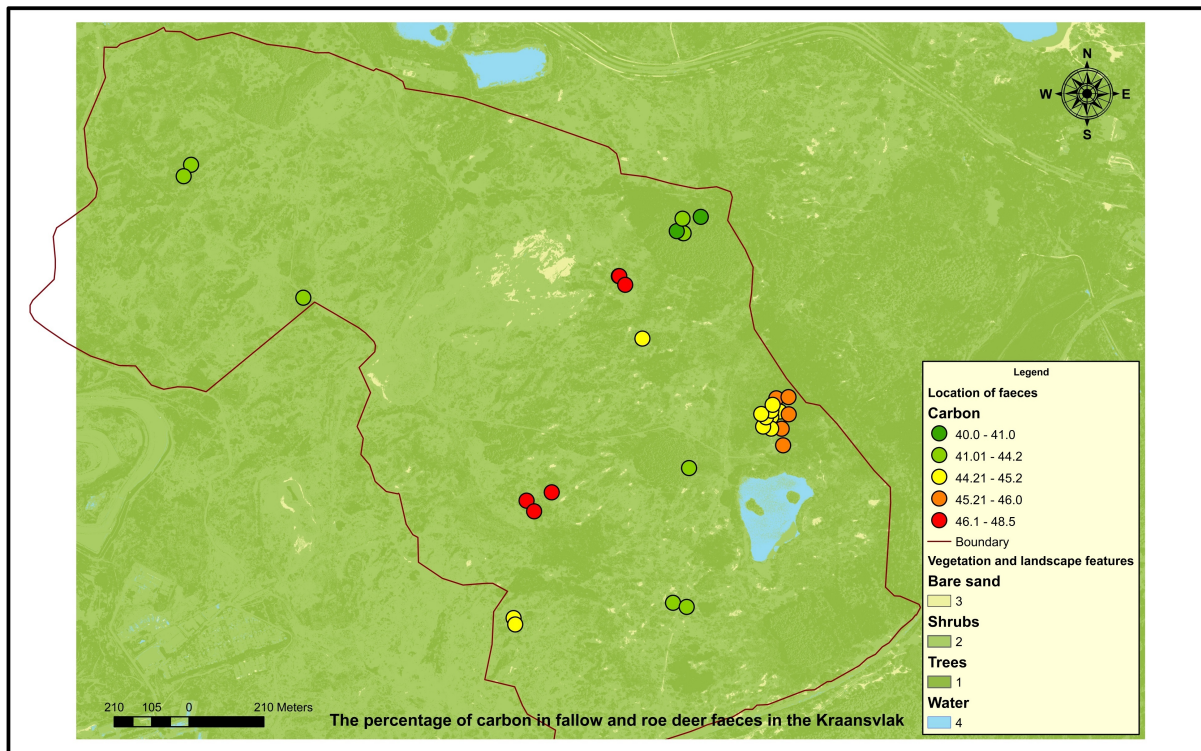 N
W E
S
Legend
Location of faeces
Carbon
40.0 - 41.0
41.01 - 44.2
44.21 - 45.2
45.21 - 46.0
46.1 - 48.5
Boundary
Vegetation and landscape features
Bare sand
3
Shrubs
2
Trees
1
Water
4
210 105 0 210 Meters
The percentage of carbon in fallow and roe deer faeces in the Kraansvlak